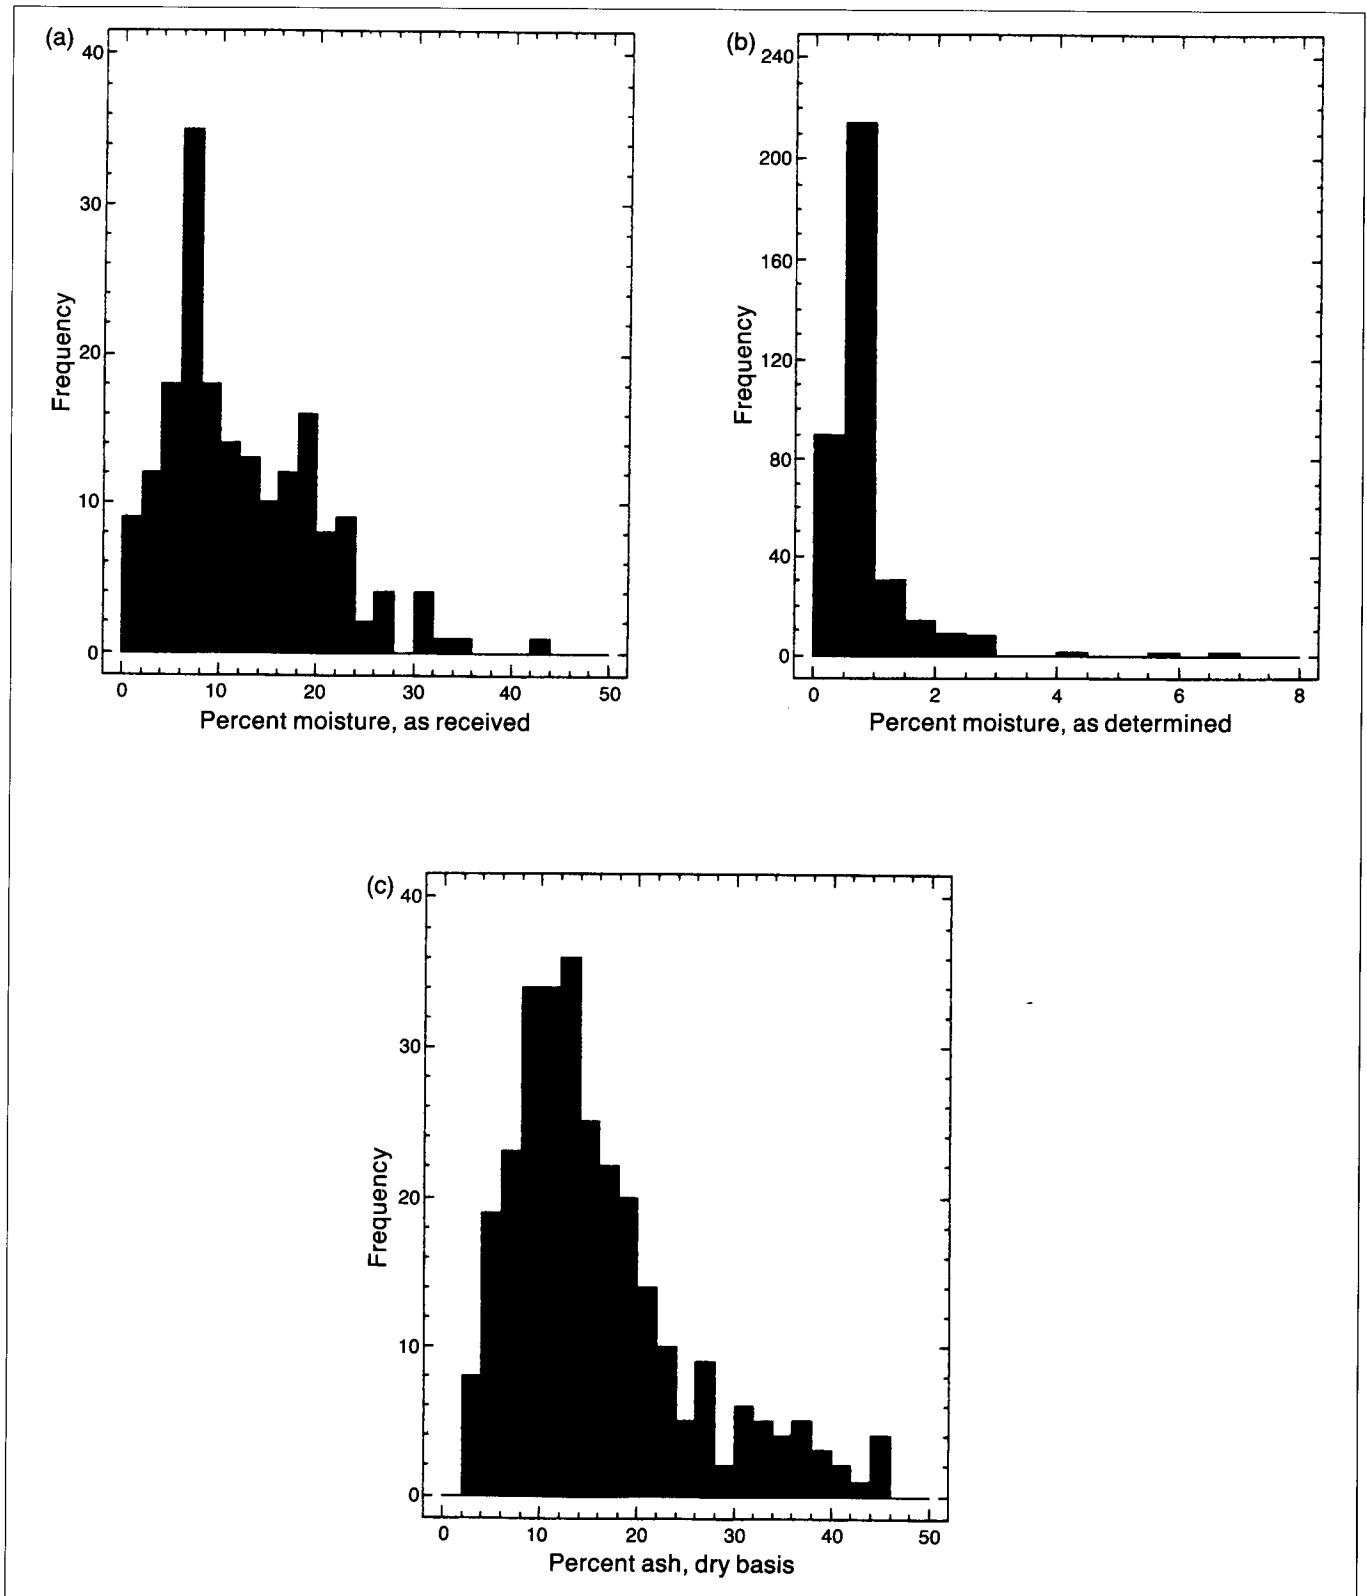 (a)
40
30
20
10
0
Frequency
0 10 20 30 40 50
Percent moisture, as received
(b)
240
200
160
120
80
40
0
Frequency
0 2 4 6 8
Percent moisture, as determined
(c)
40
30
20
10
0
Frequency
0 10 20 30 40 50
Percent ash, dry basis